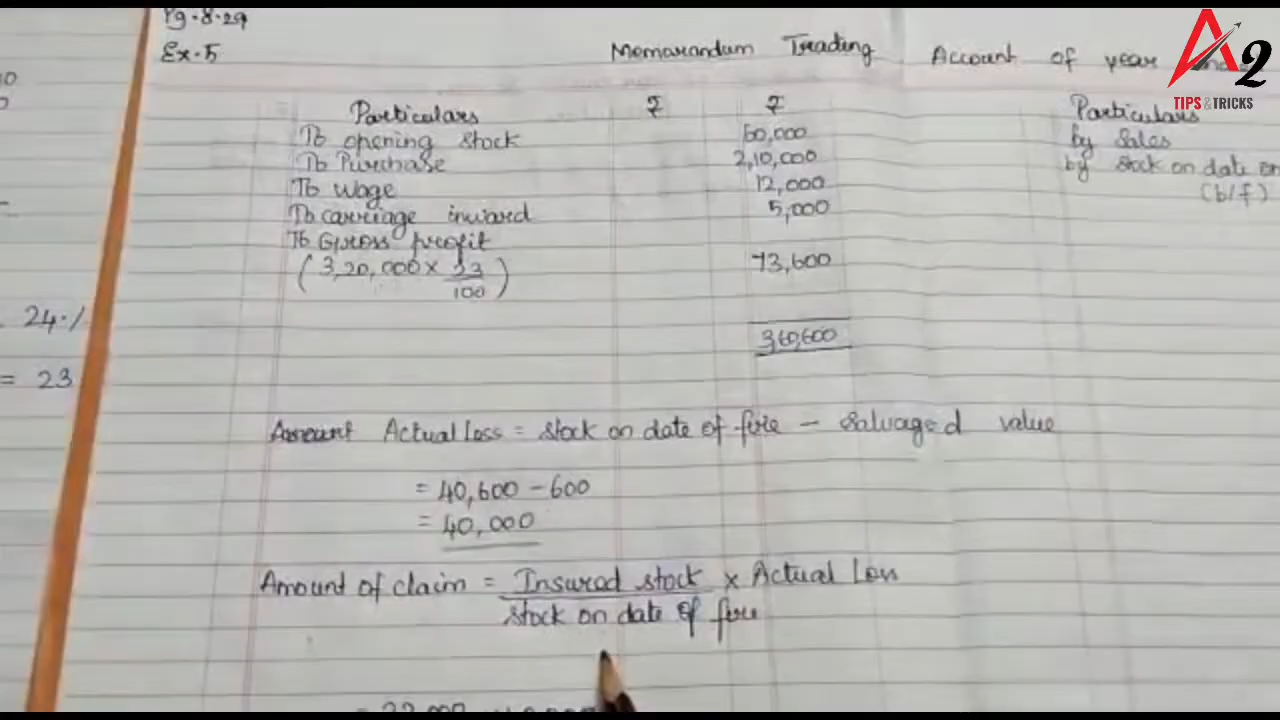 Pg-8.29
Ex-5
Memorandum Trading Account of year
Particulars ₹ ₹ Particulars
To opening stock 60,000 by Sales
To Purchase 2,10,000 by stock on date
To Wage 12,000 (b/f)
To carriage inward 5,000
To Gross profit
(3,20,000 × 23/100) 73,600
3,60,600
24%
= 23
Actual Loss = stock on date of fire - Salvaged value
= 40,600 - 600
= 40,000
Amount of claim = Insured stock × Actual Loss
stock on date of fire
A2
TIPS & TRICKS